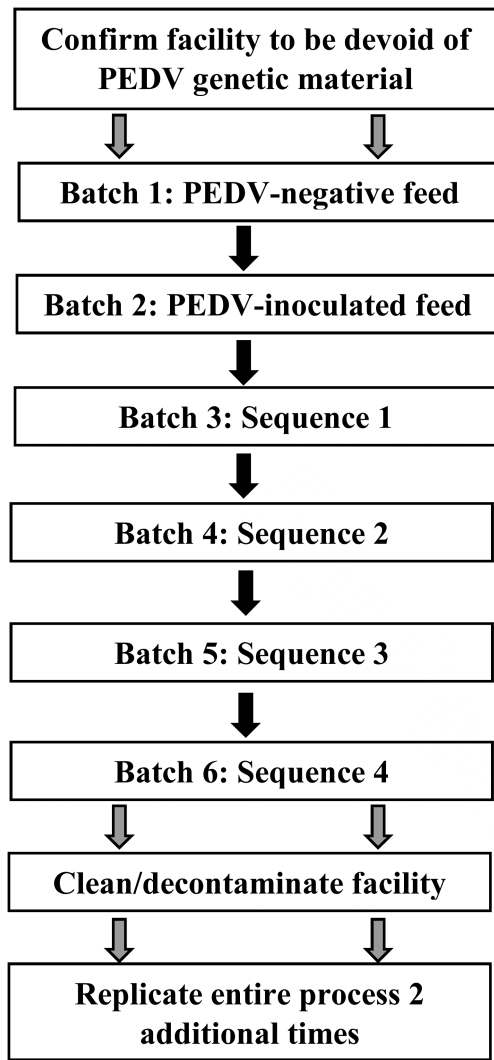 Confirm facility to be devoid of
PEDV genetic material
Batch 1: PEDV-negative feed
Batch 2: PEDV-inoculated feed
Batch 3: Sequence 1
Batch 4: Sequence 2
Batch 5: Sequence 3
Batch 6: Sequence 4
Clean/decontaminate facility
Replicate entire process 2
additional times